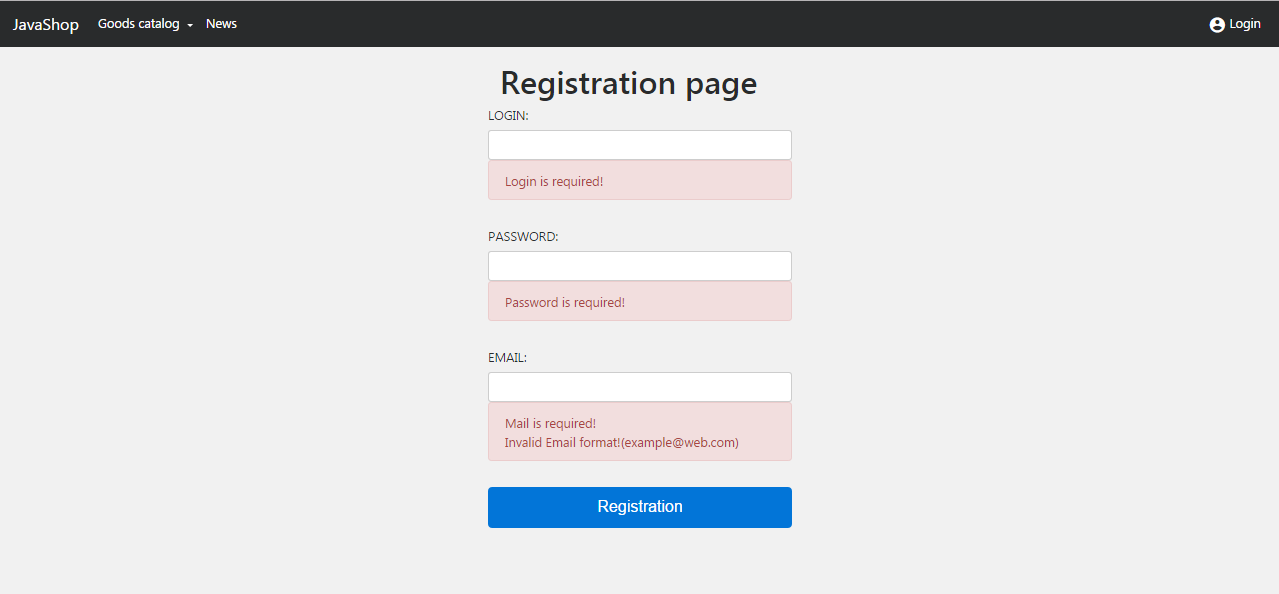 JavaShop Goods catalog News Login
Registration page
LOGIN:
Login is required!
PASSWORD:
Password is required!
EMAIL:
Mail is required!
Invalid Email format!(example@web.com)
Registration